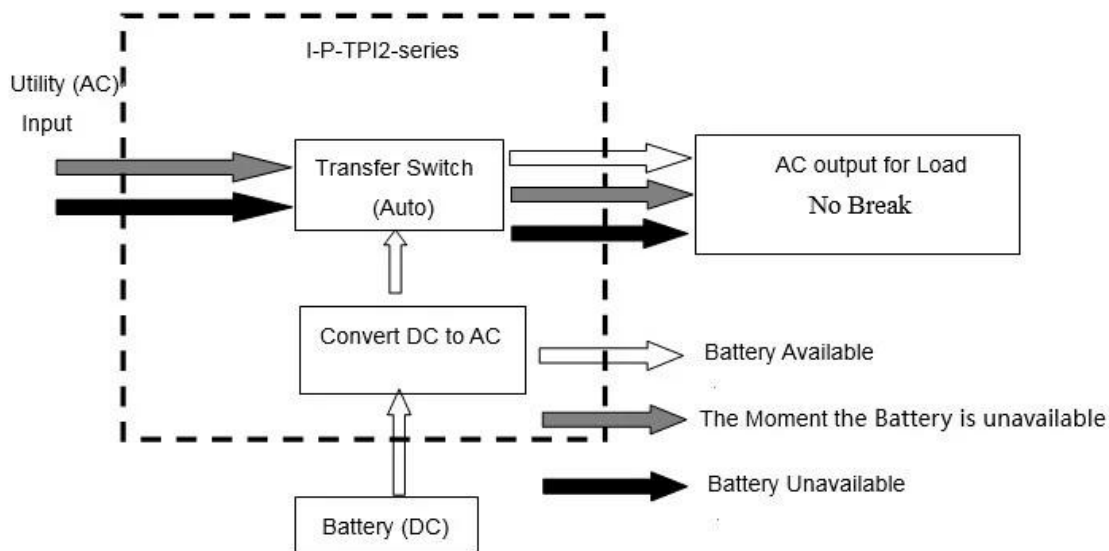 I-P-TPI2-series
Utility (AC)
Input
Transfer Switch
(Auto)
AC output for Load
No Break
Convert DC to AC
Battery Available
The Moment the Battery is unavailable
Battery Unavailable
Battery (DC)